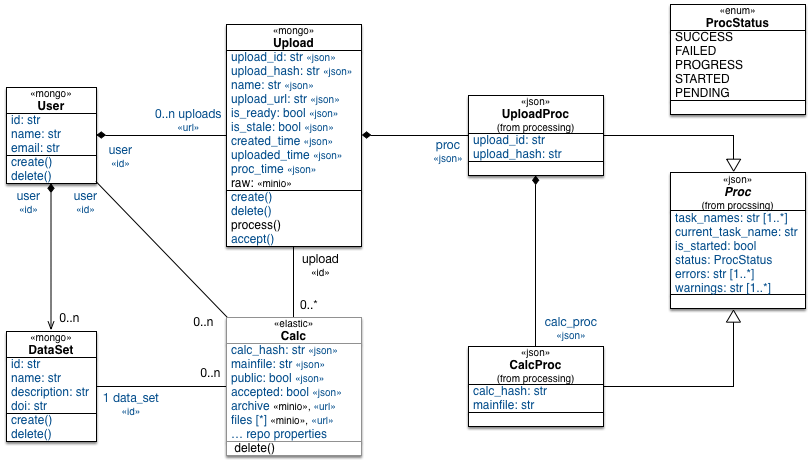 «mongo»
User
id: str
name: str
email: str
create()
delete()
0..n uploads
«url»
user
«id»
user
«id»
user
«id»
«mongo»
Upload
upload_id: str «json»
upload_hash: str «json»
name: str «json»
upload_url: str «json»
is_ready: bool «json»
is_stale: bool «json»
created_time «json»
uploaded_time «json»
proc_time «json»
raw: «minio»
create()
delete()
process()
accept()
proc
«json»
«json»
UploadProc
(from processing)
upload_id: str
upload_hash: str
«enum»
ProcStatus
SUCCESS
FAILED
PROGRESS
STARTED
PENDING
«json»
Proc
(from procssing)
task_names: str [1..*]
current_task_name: str
is_started: bool
status: ProcStatus
errors: str [1..*]
warnings: str [1..*]
upload
«id»
0..*
0..n
0..n
0..n
«mongo»
DataSet
id: str
name: str
description: str
doi: str
create()
delete()
1 data_set
«id»
«elastic»
Calc
calc_hash: str «json»
mainfile: str «json»
public: bool «json»
accepted: bool «json»
archive «minio», «url»
files [*] «minio», «url»
... repo properties
delete()
calc_proc
«json»
«json»
CalcProc
(from processing)
calc_hash: str
mainfile: str